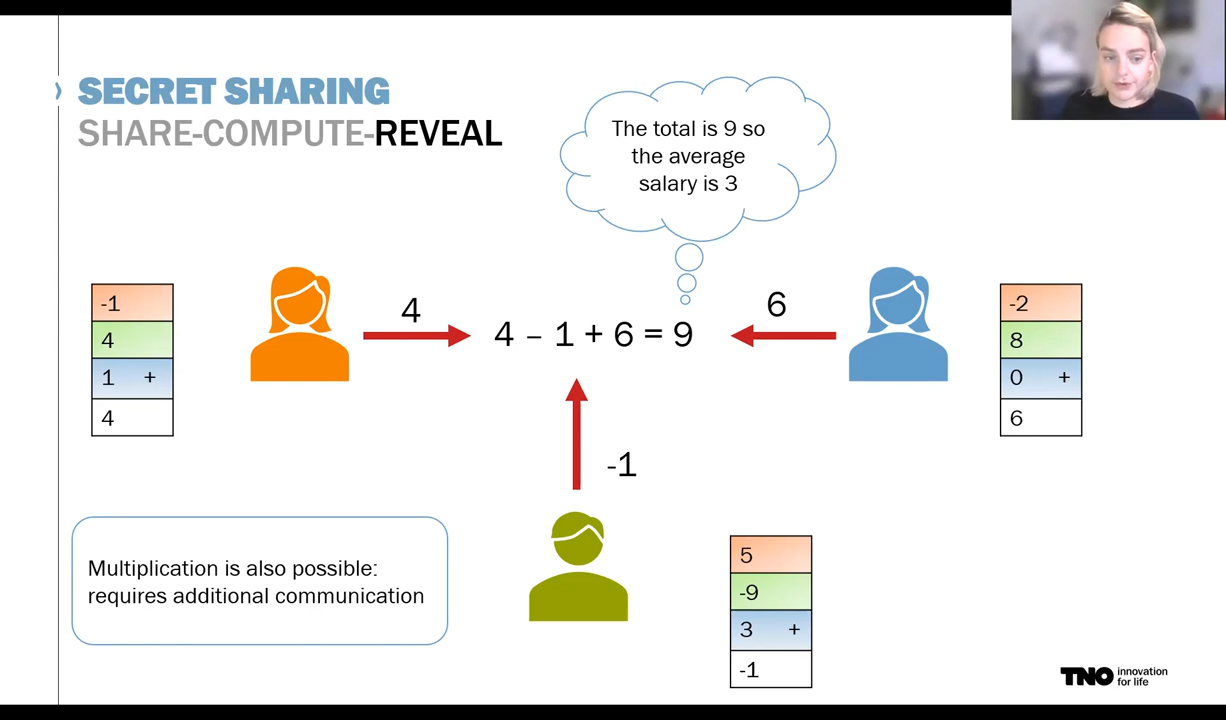 SECRET SHARING
SHARE-COMPUTE-REVEAL
The total is 9 so
the average
salary is 3
-1
4
1 +
4
4
4 – 1 + 6 = 9
6
-2
8
0 +
6
-1
Multiplication is also possible:
requires additional communication
5
-9
3 +
-1
TNO innovation
for life